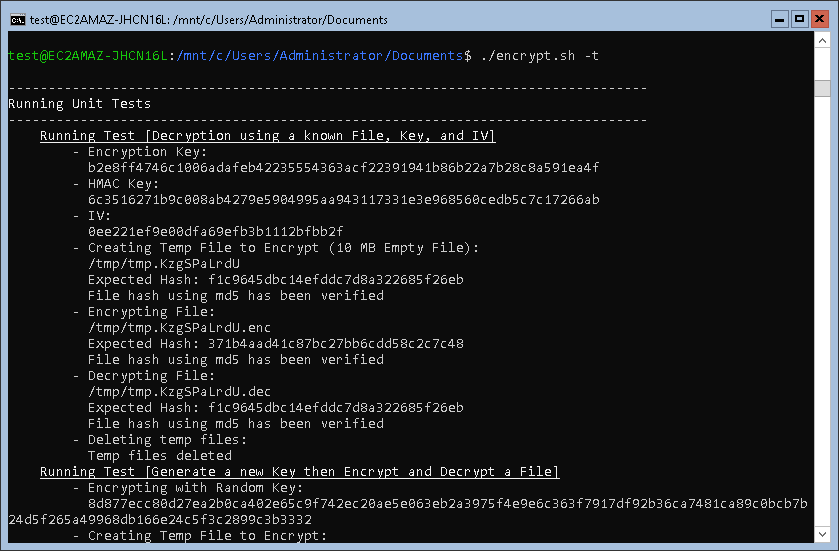 test@EC2AMAZ-JHCN16L: /mnt/c/Users/Administrator/Documents
test@EC2AMAZ-JHCN16L:/mnt/c/Users/Administrator/Documents$ ./encrypt.sh -t
--------------------------------------------------------------------------------
Running Unit Tests
--------------------------------------------------------------------------------
Running Test [Decryption using a known File, Key, and IV]
- Encryption Key:
b2e8ff4746c1006adafeb42235554363acf22391941b86b22a7b28c8a591ea4f
- HMAC Key:
6c3516271b9c008ab4279e5904995aa943117331e3e968560cedb5c7c17266ab
- IV:
0ee221ef9e00dfa69efb3b1112bfbb2f
- Creating Temp File to Encrypt (10 MB Empty File):
/tmp/tmp.KzgSPaLrdU
Expected Hash: f1c9645dbc14efddc7d8a322685f26eb
File hash using md5 has been verified
- Encrypting File:
/tmp/tmp.KzgSPaLrdU.enc
Expected Hash: 371b4aad41c87bc27bb6cdd58c2c7c48
File hash using md5 has been verified
- Decrypting File:
/tmp/tmp.KzgSPaLrdU.dec
Expected Hash: f1c9645dbc14efddc7d8a322685f26eb
File hash using md5 has been verified
- Deleting temp files:
Temp files deleted
Running Test [Generate a new Key then Encrypt and Decrypt a File]
- Encrypting with Random Key:
8d877ecc80d27ea2b0ca402e65c9f742ec20ae5e063eb2a3975f4e9e6c363f7917df92b36ca7481ca89c0bcb7b
24d5f265a49968db166e24c5f3c2899c3b3332
- Creating Temp File to Encrypt: